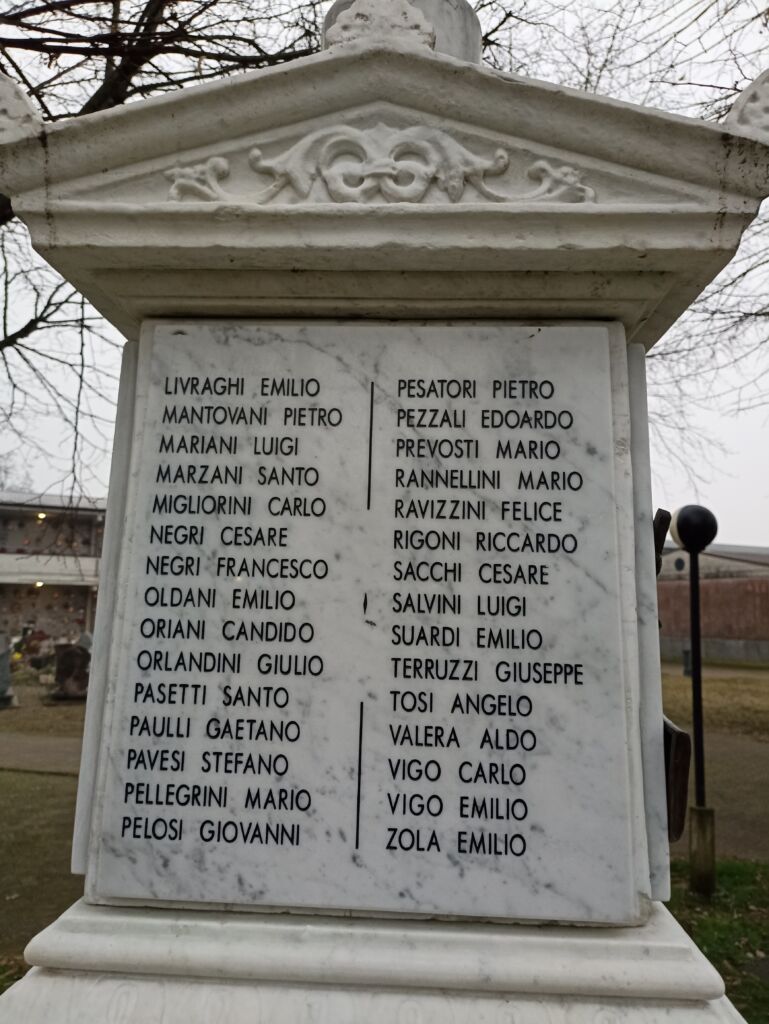 LIVRAGHI EMILIO
MANTOVANI PIETRO
MARIANI LUIGI
MARZANI SANTO
MIGLIORINI CARLO
NEGRI CESARE
NEGRI FRANCESCO
OLDANI EMILIO
ORIANI CANDIDO
ORLANDINI GIULIO
PASETTI SANTO
PAULLI GAETANO
PAVESI STEFANO
PELLEGRINI MARIO
PELOSI GIOVANNI
PESATORI PIETRO
PEZZALI EDOARDO
PREVOSTI MARIO
RANNELLINI MARIO
RAVIZZINI FELICE
RIGONI RICCARDO
SACCHI CESARE
SALVINI LUIGI
SUARDI EMILIO
TERRUZZI GIUSEPPE
TOSI ANGELO
VALERA ALDO
VIGO CARLO
VIGO EMILIO
ZOLA EMILIO